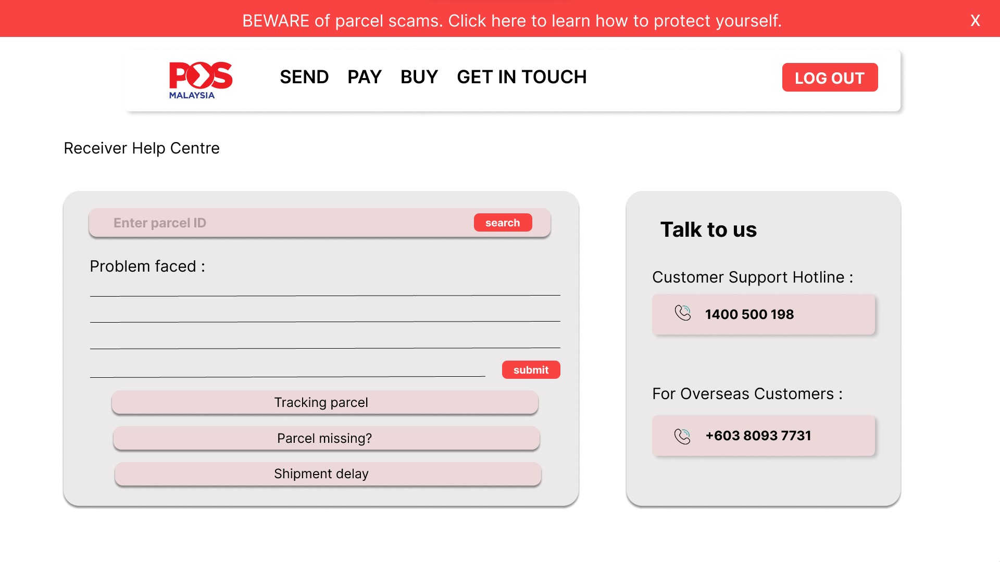 BEWARE of parcel scams. Click here to learn how to protect yourself. X
POS
MALAYSIA
SEND PAY BUY GET IN TOUCH
LOG OUT
Receiver Help Centre
Enter parcel ID
search
Problem faced :
submit
Tracking parcel
Parcel missing?
Shipment delay
Talk to us
Customer Support Hotline :
1400 500 198
For Overseas Customers :
+603 8093 7731